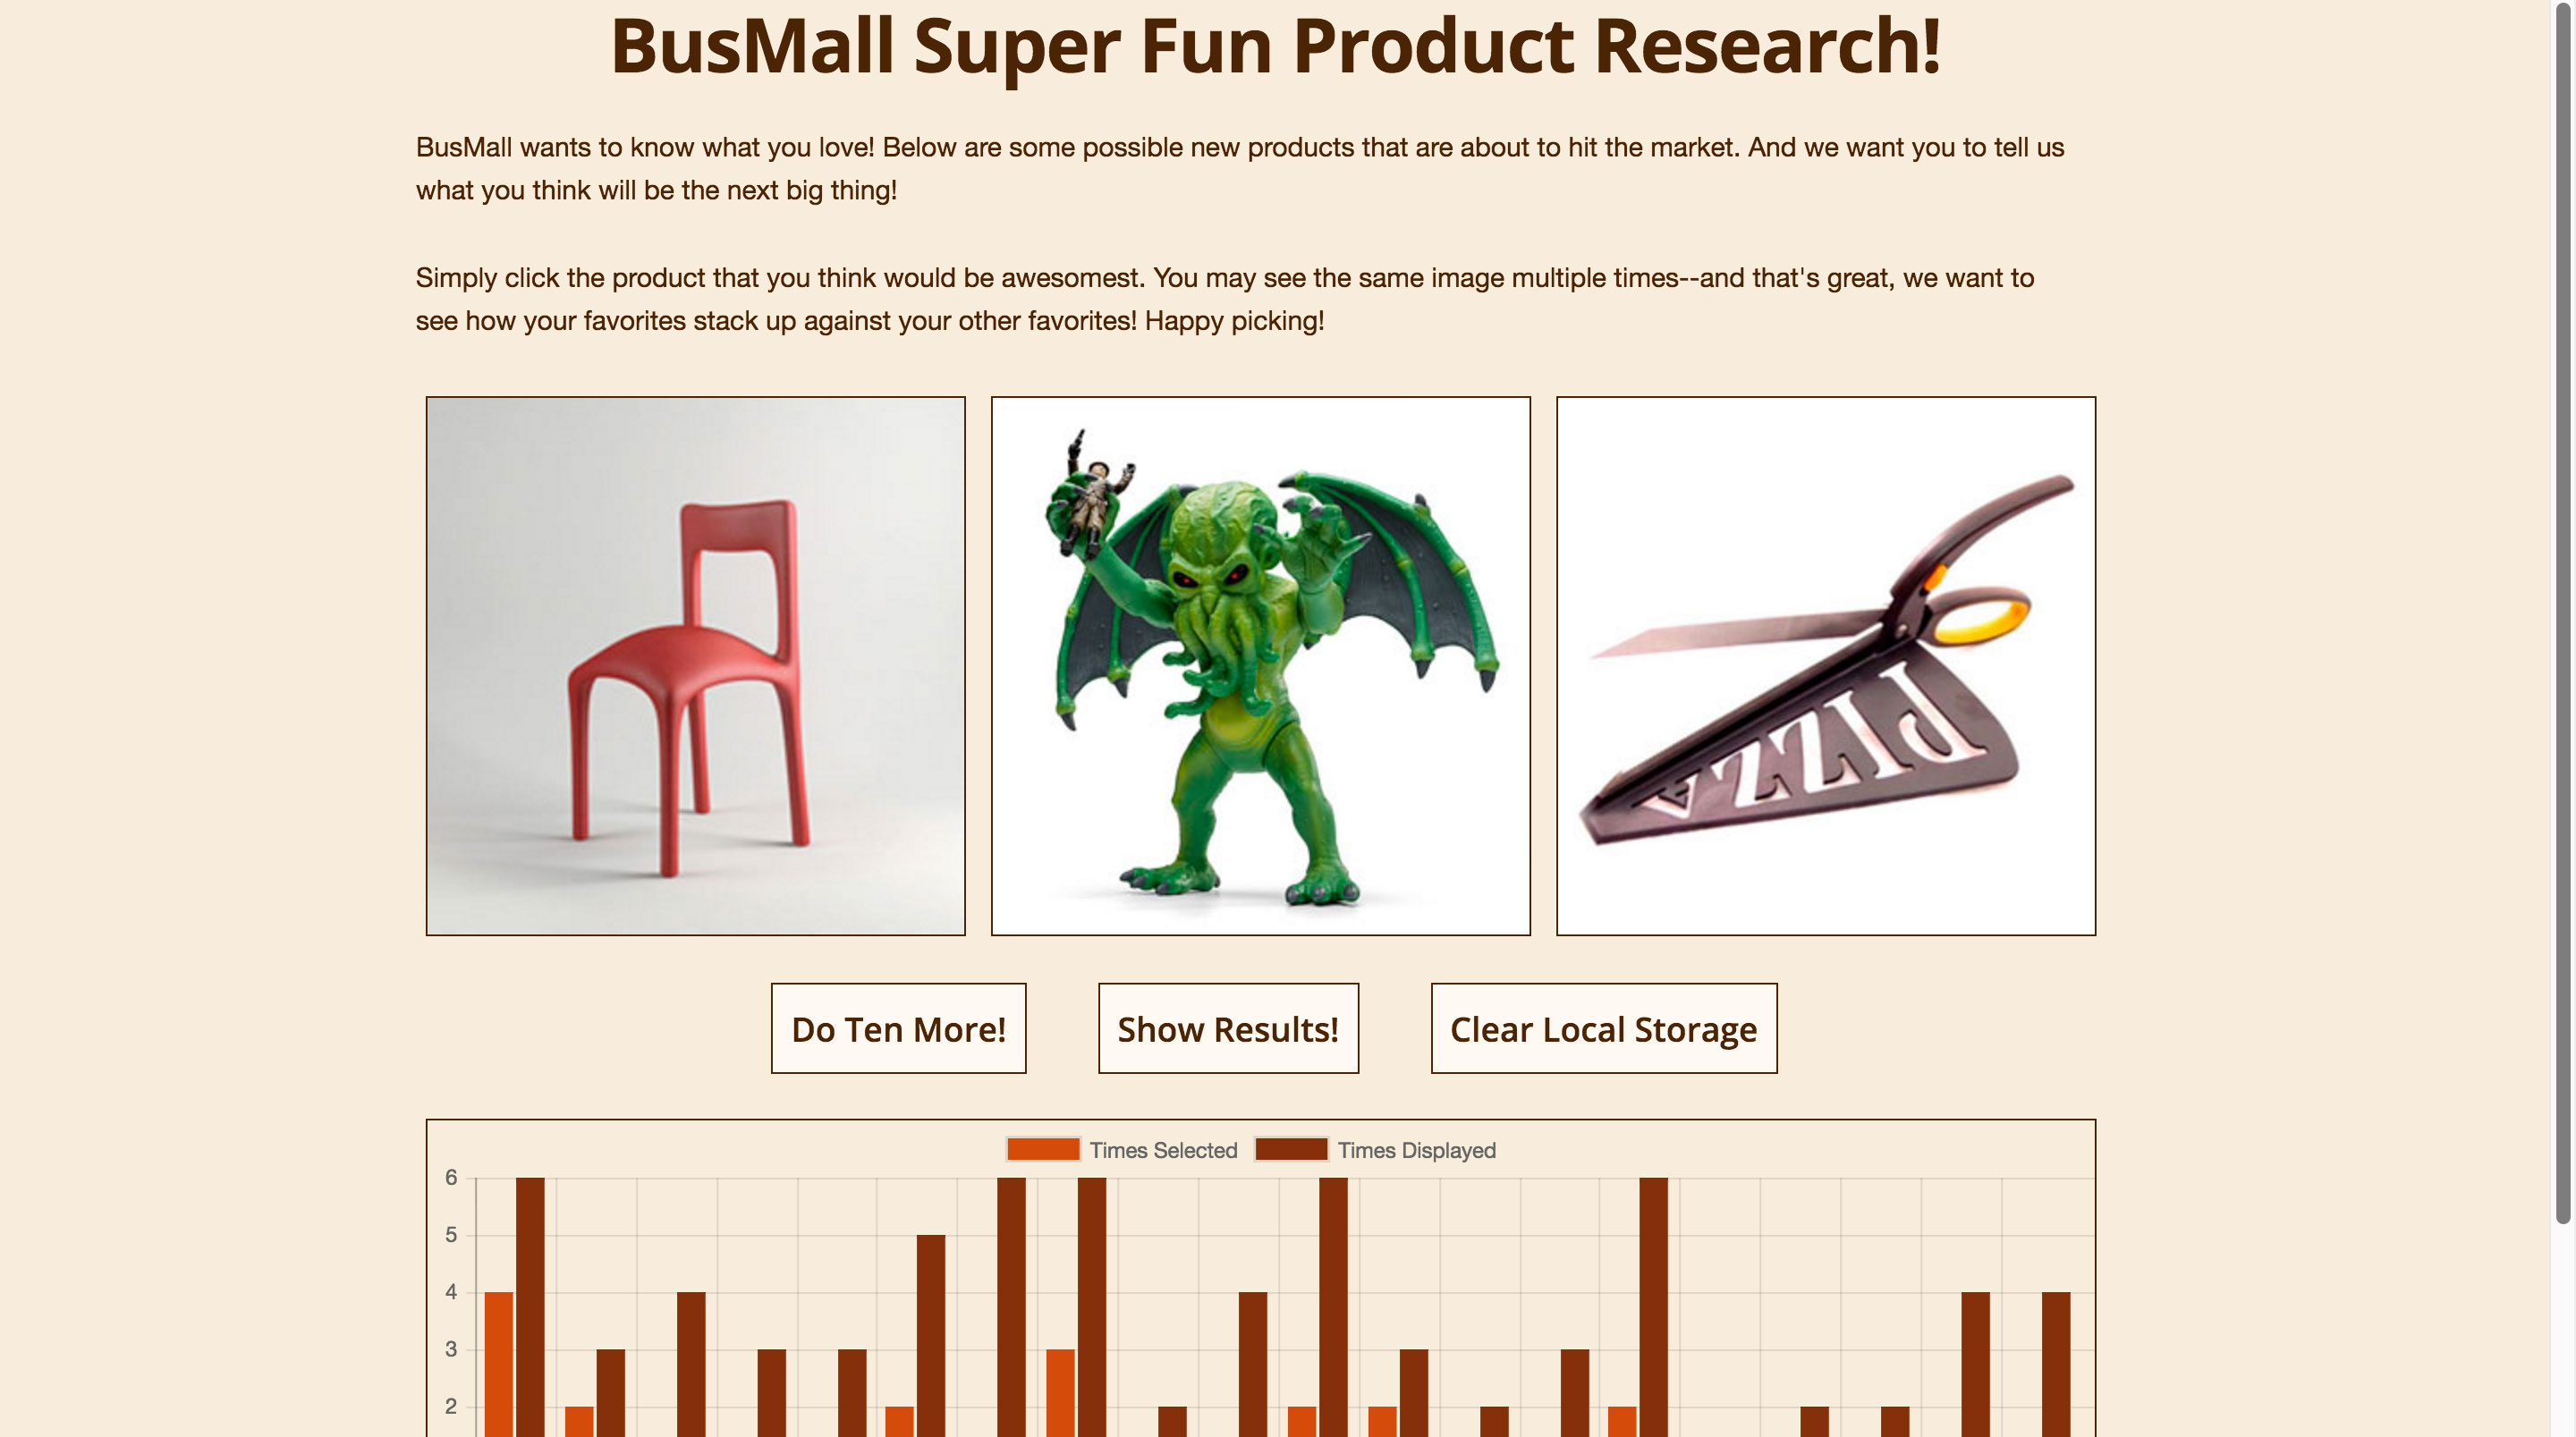 BusMall Super Fun Product Research!
BusMall wants to know what you love! Below are some possible new products that are about to hit the market. And we want you to tell us
what you think will be the next big thing!
Simply click the product that you think would be awesomest. You may see the same image multiple times--and that's great, we want to
see how your favorites stack up against your other favorites! Happy picking!
PIZZA
Do Ten More!
Show Results!
Clear Local Storage
Times Selected
Times Displayed
6
5
4
3
2